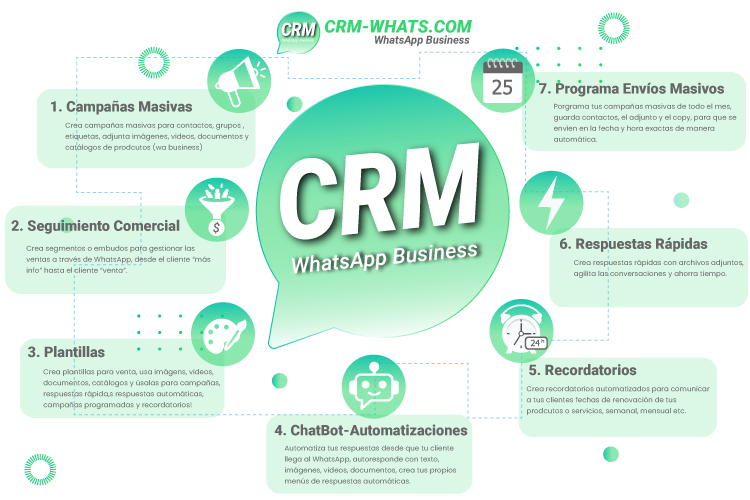 CRM
WhatsApp Business
CRM-WHATS.COM
WhatsApp Business
1. Campañas Masivas
Crea campañas masivas para contactos, grupos ,
etiquetas, adjunta imágenes, videos, documentos y
catálogos de prodcutos (wa business)
$
2. Seguimiento Comercial
Crea segmentos o embudos para gestionar las
ventas a través de WhatsApp, desde el cliente "más
info" hasta el cliente "venta".
3. Plantillas
Crea plantillas para venta, usa imágens, videos,
documentos, catálogos y úsalas para campañas,
respuestas rápida,s respuestas automáticas,
campañas programadas y recordatorios!
CRM
WhatsApp Business
4. ChatBot-Automatizaciones
Automatiza tus respuestas desde que tu cliente
llega al WhatsApp, autoresponde con texto,
imágenes, videos, documentos, crea tus propios
menús de respuestas automáticas.
24h
5. Recordatorios
Crea recordatorios automatizados para comunicar
a tus clientes fechas de renovación de tus
prodcutos o servicios, semanal, mensual etc.
6. Respuestas Rápidas
Crea respuestas rápidas con archivos adjuntos,
agilita las conversaciones y ahorra tiempo.
25
7. Programa Envíos Masivos
Porgrama tus campañas masivas de todo el mes,
guarda contactos, el adjunto y el copy, para que se
envíen en la fecha y hora exactas de manera
automática.